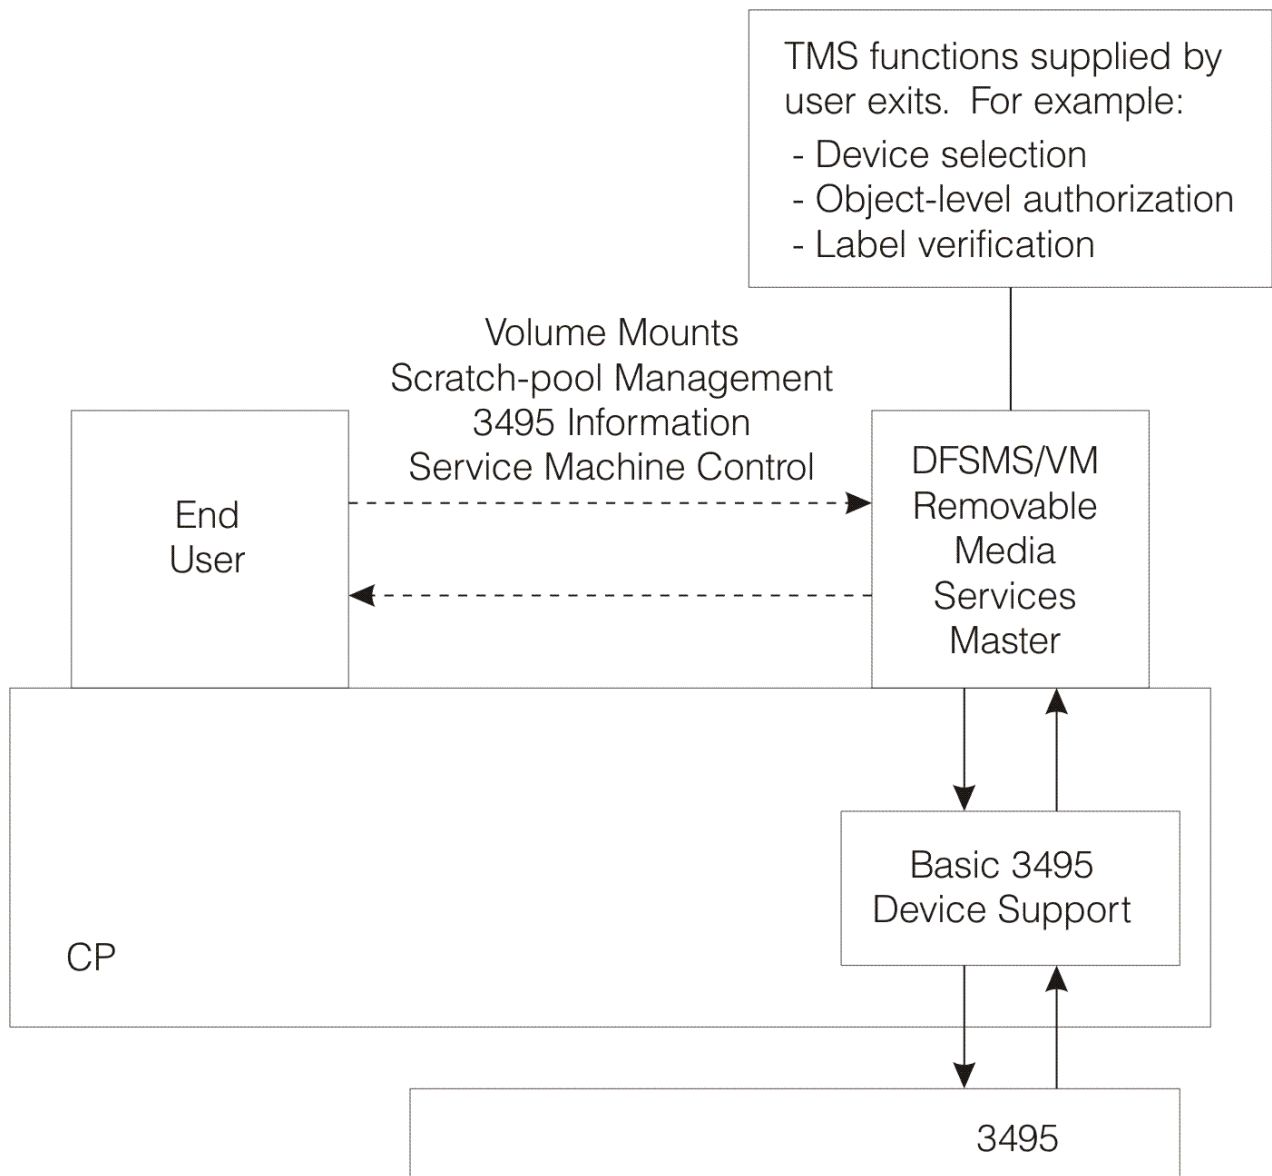 TMS functions supplied by
user exits.  For example:
- Device selection
- Object-level authorization
- Label verification
Volume Mounts
Scratch-pool Management
3495 Information
Service Machine Control
End
User
DFSMS/VM
Removable
Media
Services
Master
Basic 3495
Device Support
CP
3495